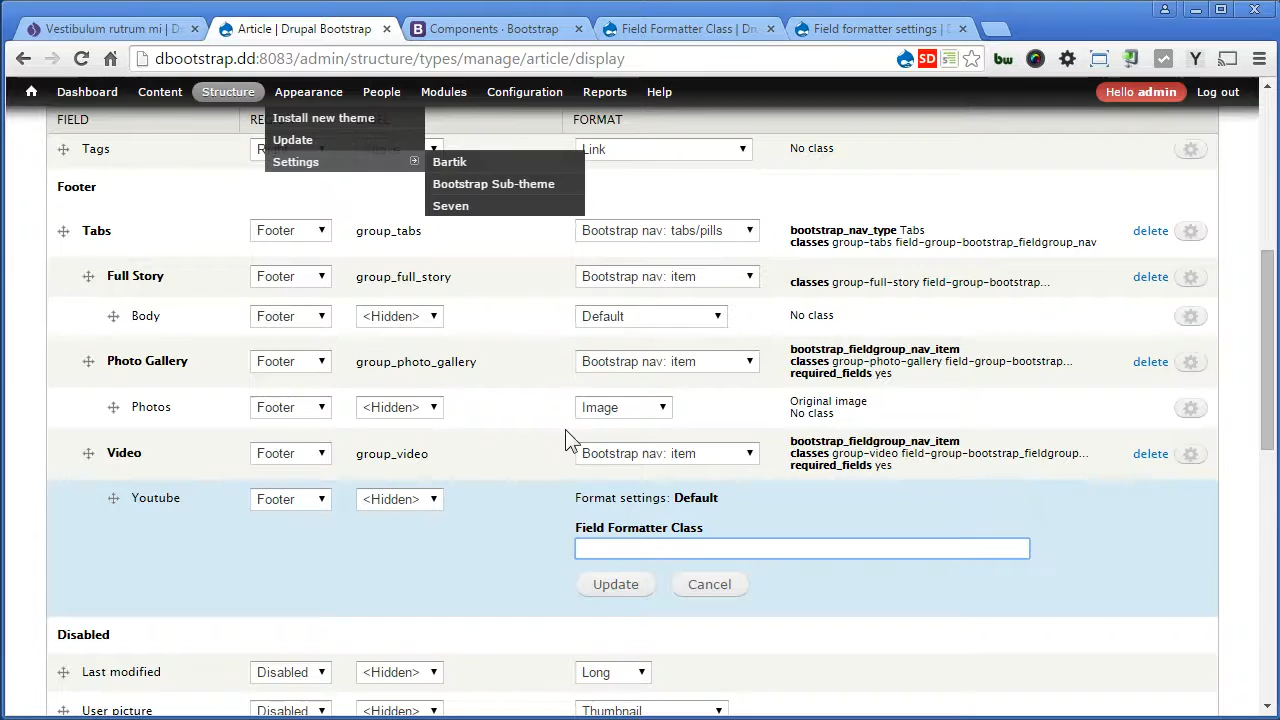 Vestibulum rutrum mi | D
Article | Drupal Bootstrap
Components · Bootstrap
Field Formatter Class | Dr
Field formatter settings | D
dbootstrap.dd:8083/admin/structure/types/manage/article/display
SD
bw
Y
Dashboard Content Structure Appearance People Modules Configuration Reports Help Hello admin Log out
Install new theme
Update
Settings
Bartik
Bootstrap Sub-theme
Seven
FIELD FORMAT
Tags Link No class
Footer
Tabs Footer group_tabs Bootstrap nav: tabs/pills bootstrap_nav_type Tabs
classes group-tabs field-group-bootstrap_fieldgroup_nav
delete
Full Story Footer group_full_story Bootstrap nav: item classes group-full-story field-group-bootstrap... delete
Body Footer <Hidden> Default No class
Photo Gallery Footer group_photo_gallery Bootstrap nav: item bootstrap_fieldgroup_nav_item
classes group-photo-gallery field-group-bootstrap...
required_fields yes
delete
Photos Footer <Hidden> Image Original image
No class
Video Footer group_video Bootstrap nav: item bootstrap_fieldgroup_nav_item
classes group-video field-group-bootstrap_fieldgroup...
required_fields yes
delete
Youtube Footer <Hidden> Format settings: Default
Field Formatter Class
Update Cancel
Disabled
Last modified Disabled <Hidden> Long
User picture Disabled <Hidden> Thumbnail